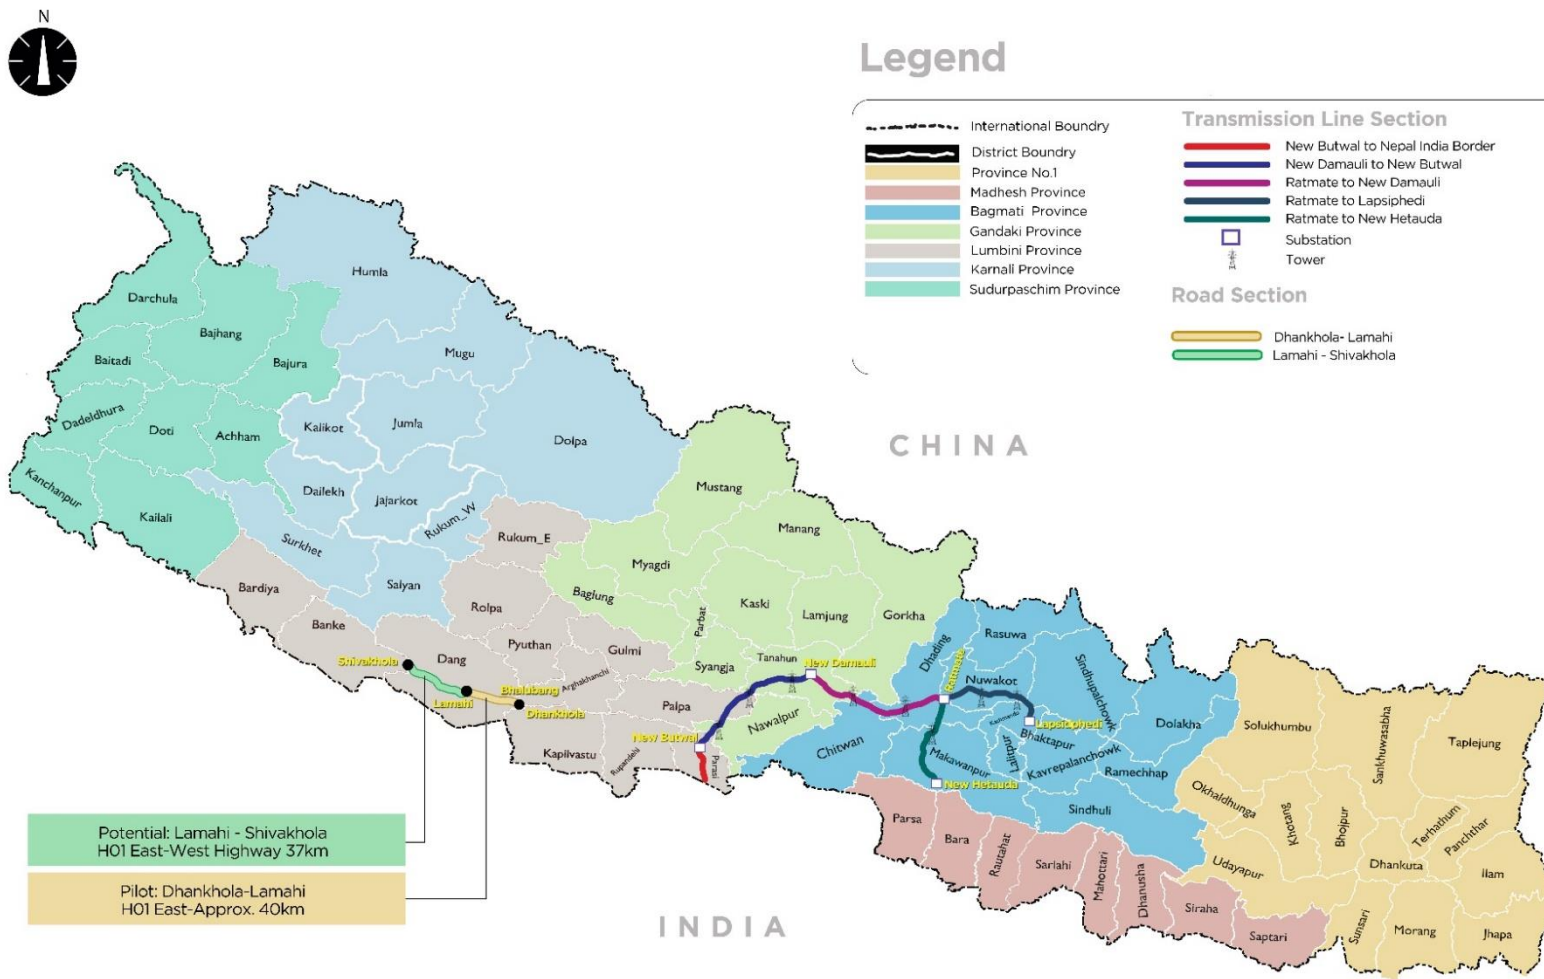 N
Legend
International Boundry
District Boundry
Province No.1
Madhesh Province
Bagmati  Province
Gandaki Province
Lumbini Province
Karnali Province
Sudurpaschim Province
Transmission Line Section
New Butwal to Nepal India Border
New Damauli to New Butwal
Ratmate to New Damauli
Ratmate to Lapsiphedi
Ratmate to New Hetauda
Substation
Tower
Road Section
Dhankhola- Lamahi
Lamahi - Shivakhola
CHINA
INDIA
Humla
Darchula
Bajhang
Baitadi
Bajura
Mugu
Dadeldhura
Doti
Achham
Kalikot
Jumla
Dolpa
Kanchanpur
Kailali
Dailekh
Jajarkot
Rukum_W
Surkhet
Salyan
Rukum_E
Mustang
Manang
Myagdi
Baglung
Parbat
Kaski
Lamjung
Gorkha
Bardiya
Banke
Rolpa
Pyuthan
Gulmi
Dang
Arghakhanchi
Syangja
Tanahun
Palpa
Nawalpur
Kapilvastu
Rupandehi
Parasi
Shivakhola
Lamahi
Bhalubang
Dhankhola
New Butwal
New Damauli
Ratmate
Lapsitphedi
New Hetauda
Dhading
Rasuwa
Nuwakot
Sindhupalchowk
Dolakha
Kathmandu
Bhaktapur
Lalitpur
Chitwan
Makawanpur
Kavrepalanchowk
Ramechhap
Sindhuli
Parsa
Bara
Rautahat
Sarlahi
Mahottari
Dhanusha
Siraha
Saptari
Solukhumbu
Sankhuwasabha
Taplejung
Okhaldhunga
Khotang
Bhojpur
Terhathum
Panchthar
Dhankuta
Udayapur
Ilam
Sunsari
Morang
Jhapa
Potential: Lamahi - Shivakhola
H01 East-West Highway 37km
Pilot: Dhankhola-Lamahi
H01 East-Approx. 40km